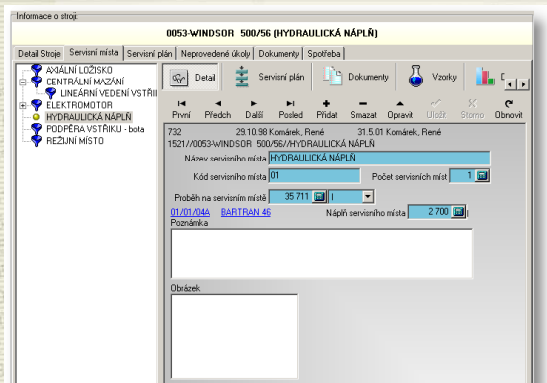 Informace o stroji:
0053-WINDSOR 500/56 (HYDRAULICKÁ NÁPLŇ)
Detail Stroje Servisní místa Servisní plán Neprovedené úkoly Dokumenty Spotřeba
AXIÁLNÍ LOŽISKO
CENTRÁLNÍ MAZÁNÍ
LINEÁRNÍ VEDENÍ VSTŘI
ELEKTROMOTOR
HYDRAULICKÁ NÁPLŇ
PODPĚRA VSTŘIKU - bota
REŽIJNÍ MÍSTO
Detail Servisní plán Dokumenty Vzorky
První Předch Další Posled Přidat Smazat Opravit Uložit Storno Obnovit
732 29.10.98 Komárek, René 31.5.01 Komárek, René
1521//0053-WINDSOR 500/56//HYDRAULICKÁ NÁPLŇ
Název servisního místa HYDRAULICKÁ NÁPLŇ
Kód servisního místa 01 Počet servisních míst 1
Proběh na servisním místě 35 711 l
01/01/04A BARTRAN 46 Náplň servisního místa 2 700 l
Poznámka
Obrázek